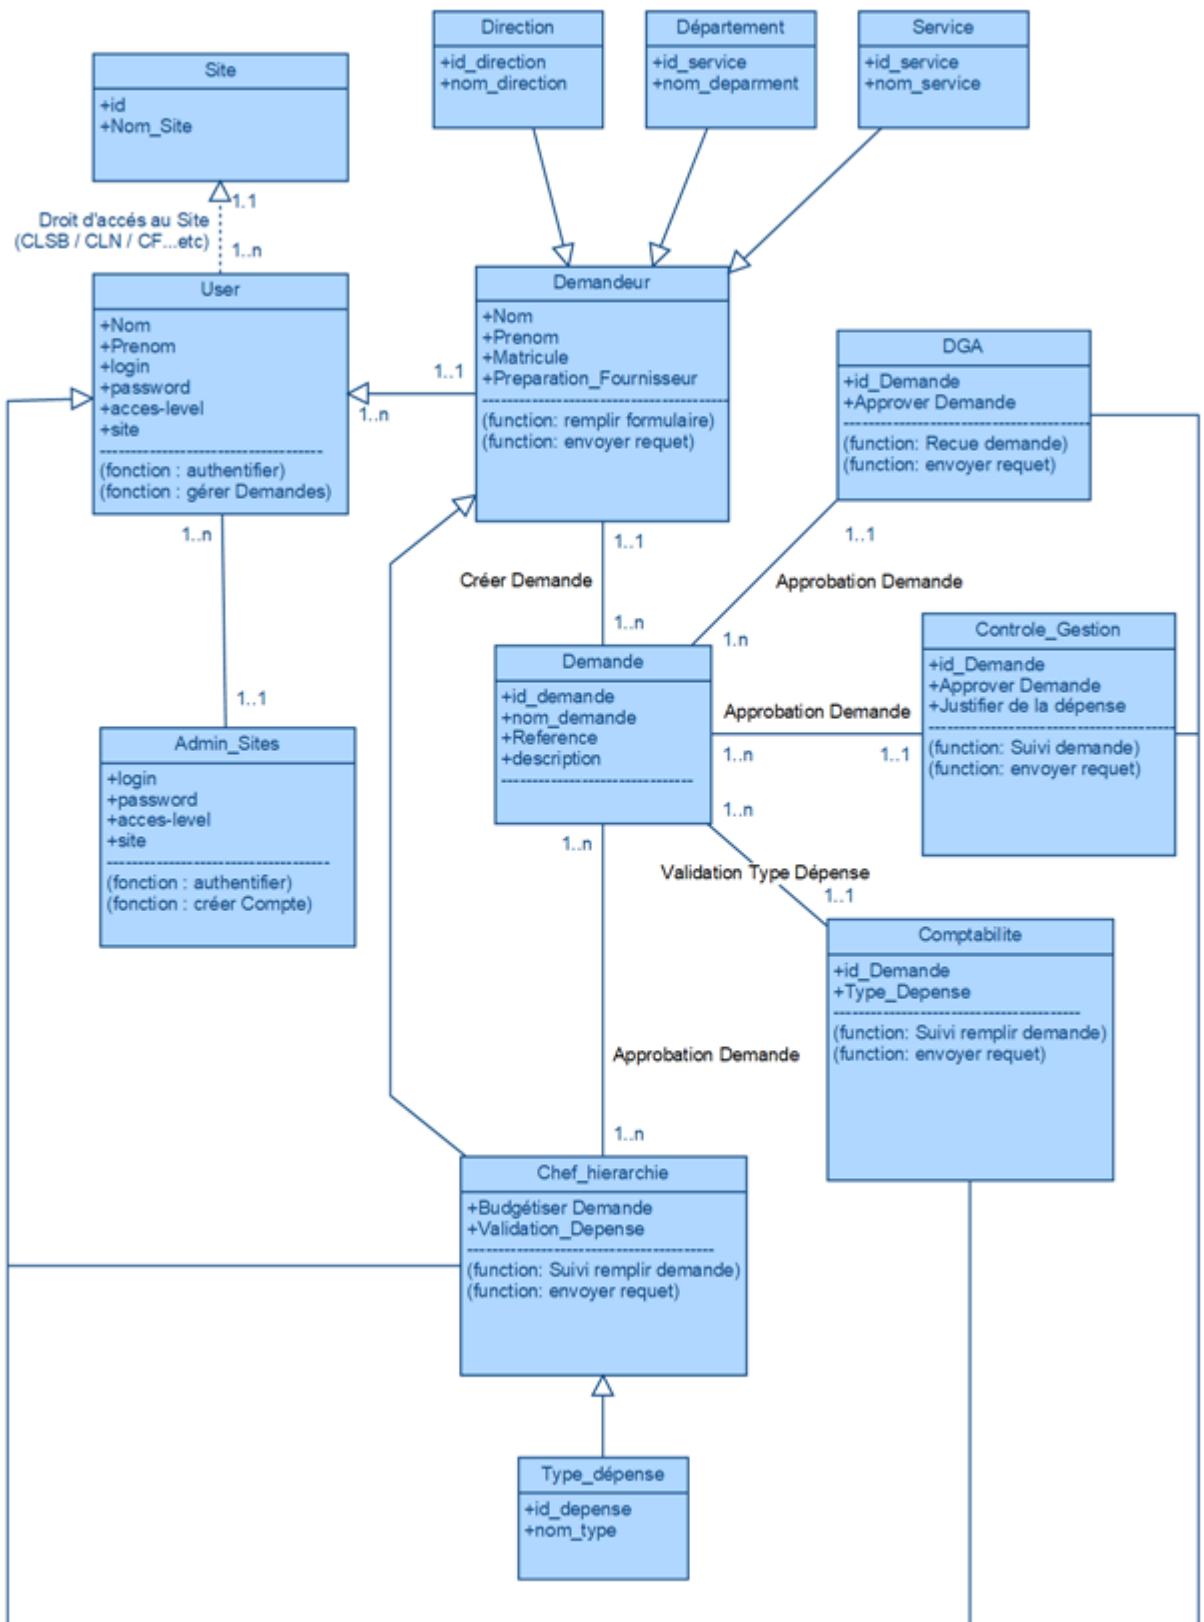 Direction
+id_direction
+nom_direction
Département
+id_service
+nom_deparment
Service
+id_service
+nom_service
Site
+id
+Nom_Site
1.1
Droit d'accés au Site
(CLSB / CLN / CF...etc)
1..n
User
+Nom
+Prenom
+login
+password
+acces-level
+site
------------------------------------
(fonction : authentifier)
(fonction : gérer Demandes)
Demandeur
+Nom
+Prenom
+Matricule
+Preparation_Fournisseur
----------------------------------------
(function: remplir formulaire)
(function: envoyer requet)
1..1
1..n
DGA
+id_Demande
+Approver Demande
----------------------------------------
(function: Recue demande)
(function: envoyer requet)
1..n
1..1
1..1
Créer Demande
Approbation Demande
1..n
1.n
Controle_Gestion
+id_Demande
+Approver Demande
+Justifier de la dépense
----------------------------------------
(function: Suivi demande)
(function: envoyer requet)
Demande
+id_demande
+nom_demande
+Reference
+description
-------------------------------
Approbation Demande
1..n
1..1
1..1
Admin_Sites
+login
+password
+acces-level
+site
------------------------------------
(fonction : authentifier)
(fonction : créer Compte)
1..n
1..n
Validation Type Dépense
1..1
Comptabilite
+id_Demande
+Type_Depense
----------------------------------------
(function: Suivi remplir demande)
(function: envoyer requet)
Approbation Demande
1..n
Chef_hierarchie
+Budgétiser Demande
+Validation_Depense
----------------------------------------
(function: Suivi remplir demande)
(function: envoyer requet)
Type_dépense
+id_depense
+nom_type